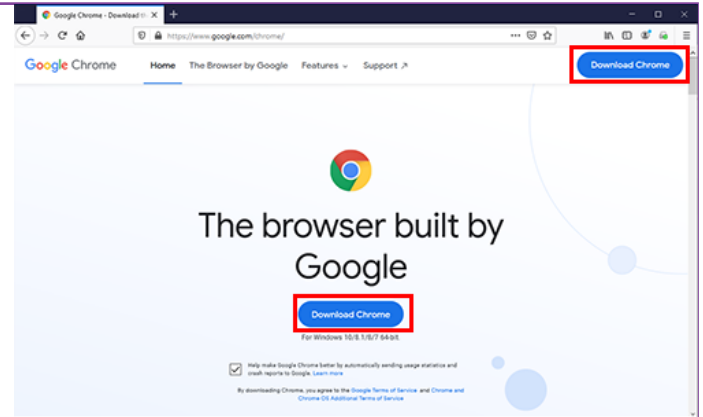 Google Chrome - Download th
https://www.google.com/chrome/
Google Chrome Home The Browser by Google Features Support Download Chrome
The browser built by
Google
Download Chrome
For Windows 10/8.1/8/7 64-bit.
Help make Google Chrome better by automatically sending usage statistics and
crash reports to Google. Learn more
By downloading Chrome, you agree to the Google Terms of Service and Chrome and
Chrome OS Additional Terms of Service